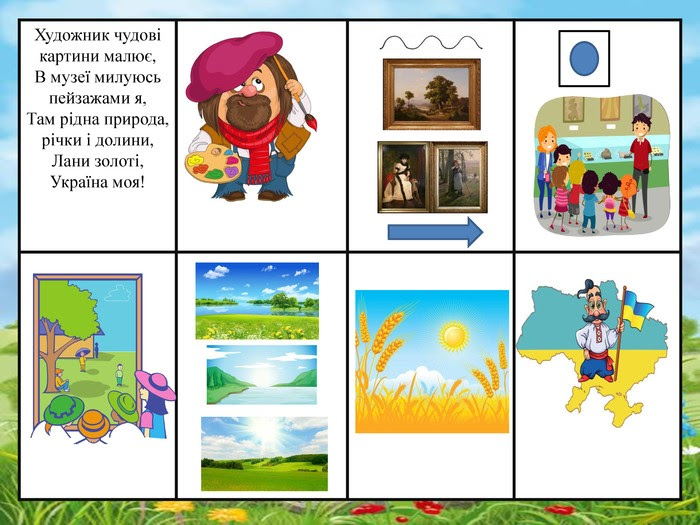 Художник чудові
картини малює,
В музеї милуюсь
пейзажами я,
Там рідна природа,
річки і долини,
Лани золоті,
Україна моя!